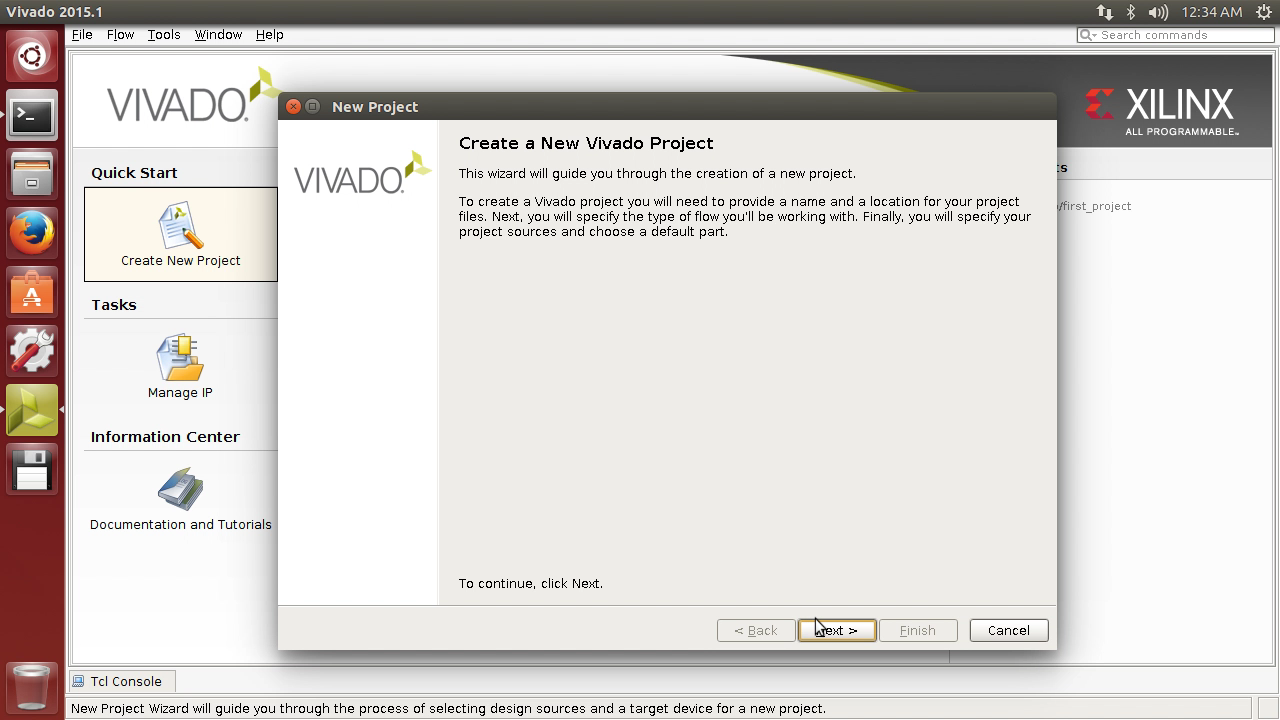 Vivado 2015.1
12:34 AM
File Flow Tools Window Help
Search commands
VIVADO.
XILINX
ALL PROGRAMMABLE™
New Project
VIVADO.
Create a New Vivado Project
This wizard will guide you through the creation of a new project.
To create a Vivado project you will need to provide a name and a location for your project
files. Next, you will specify the type of flow you'll be working with. Finally, you will specify your
project sources and choose a default part.
To continue, click Next.
< Back
>
Finish
Cancel
Quick Start
Create New Project
Tasks
Manage IP
Information Center
Documentation and Tutorials
/first_project
Tcl Console
New Project Wizard will guide you through the process of selecting design sources and a target device for a new project.